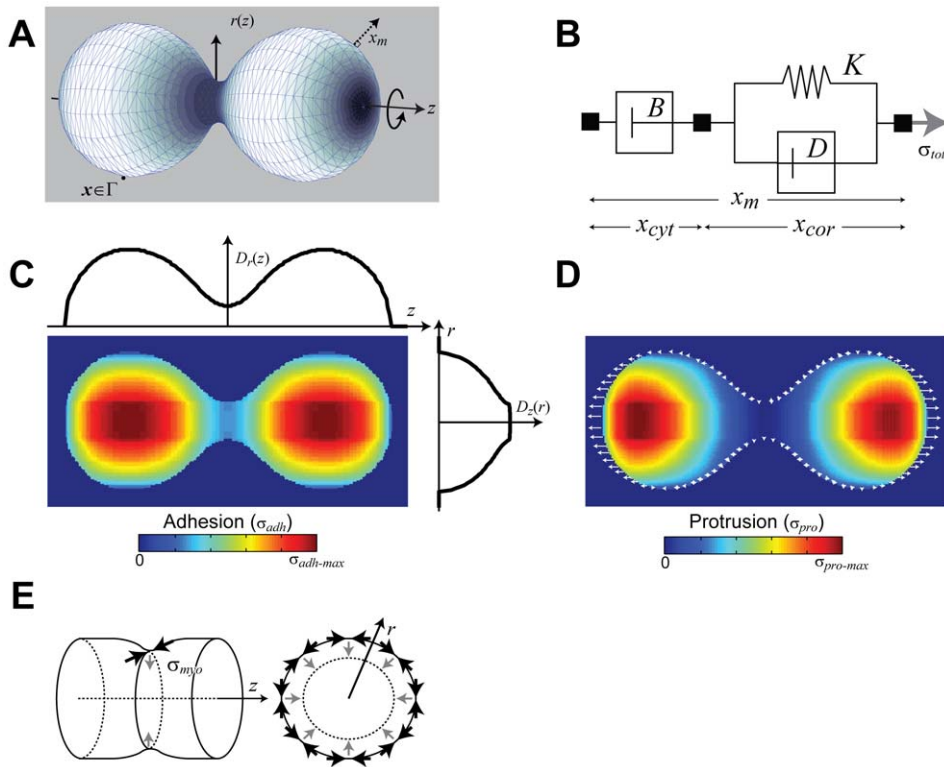 A
r(z)
x_m
z
x∈Γ
B
K
B
D
σ_tot
x_m
x_cyt
x_cor
C
D_r(z)
z
r
D_z(r)
Adhesion (σ_adh)
0
σ_adh-max
D
Protrusion (σ_pro)
0
σ_pro-max
E
σ_myo
z
r